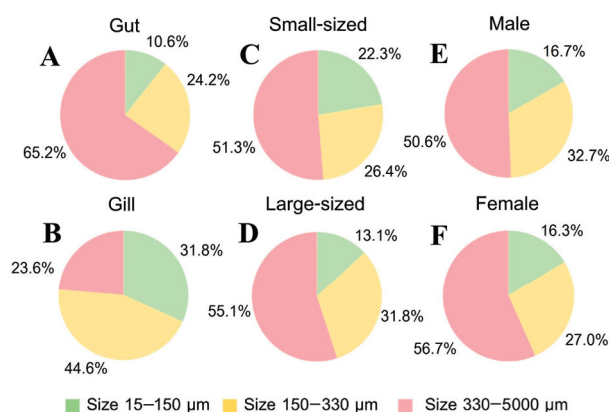 Gut
Small-sized
Male
A
10.6%
24.2%
65.2%
C
22.3%
51.3%
26.4%
E
16.7%
50.6%
32.7%
Gill
Large-sized
Female
B
31.8%
23.6%
44.6%
D
13.1%
55.1%
31.8%
F
16.3%
56.7%
27.0%
Size 15–150 μm
Size 150–330 μm
Size 330–5000 μm